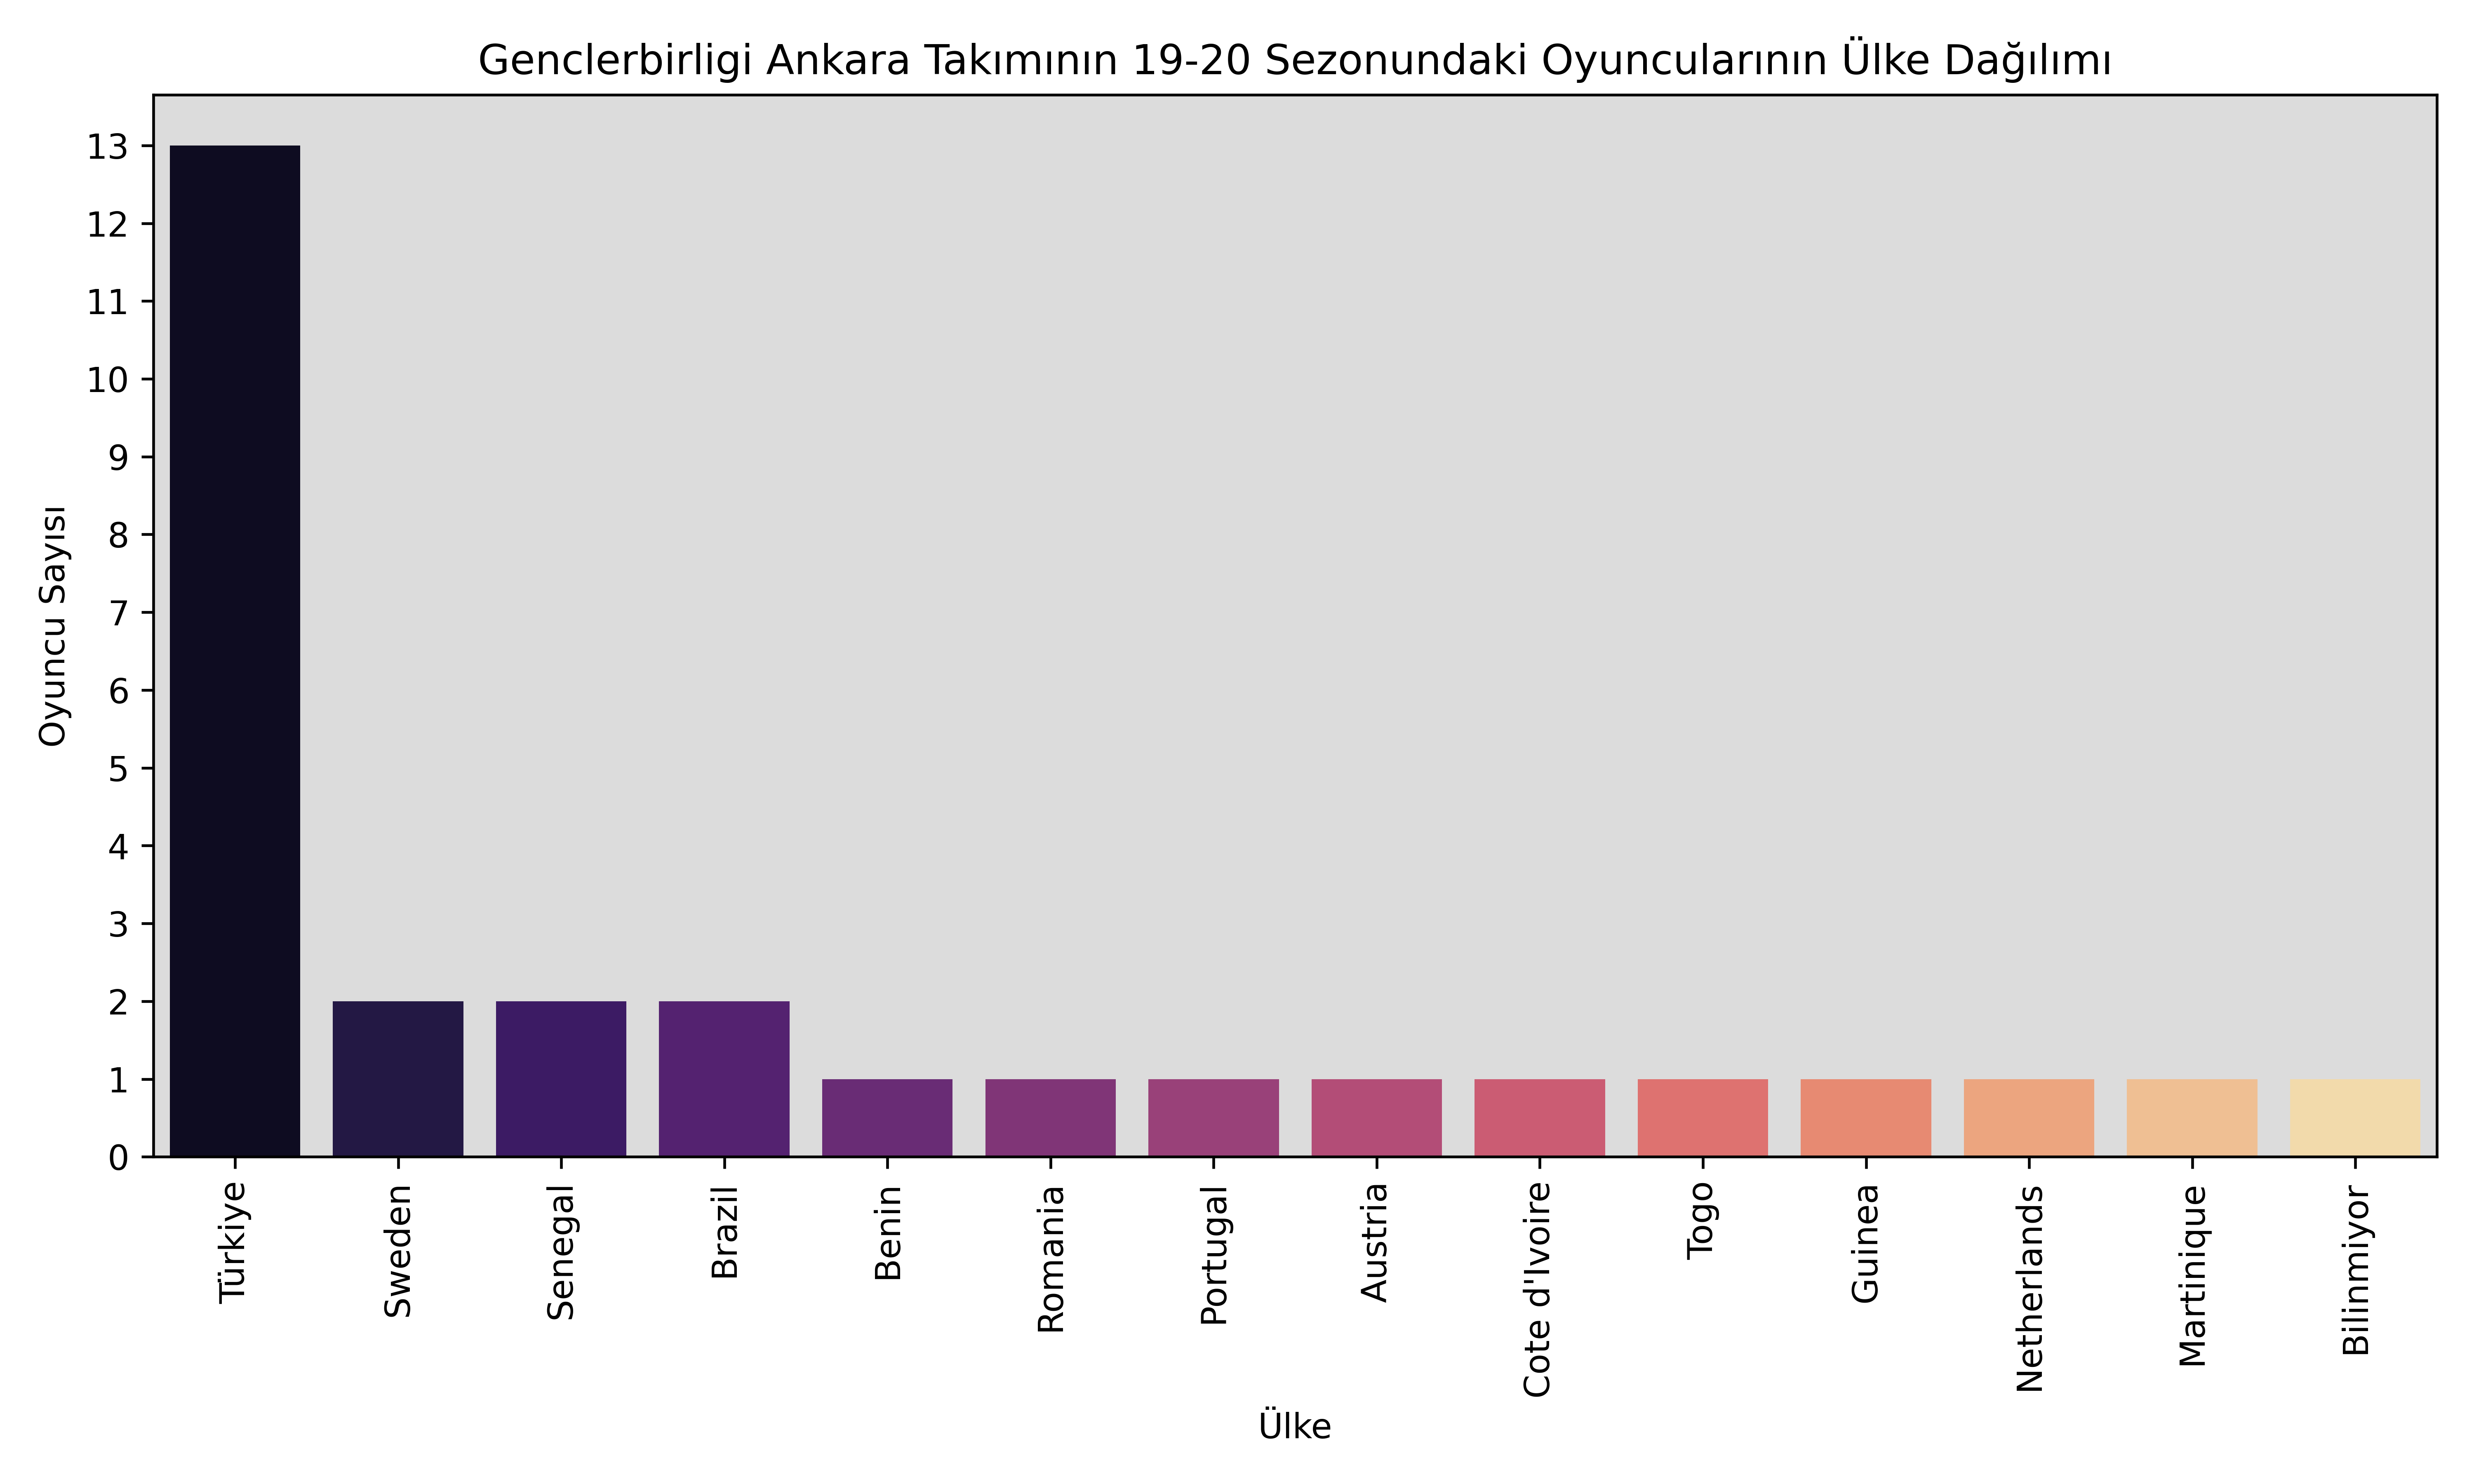 Genclerbirligi Ankara Takımının 19-20 Sezonundaki Oyuncularının Ülke Dağılımı
Oyuncu Sayısı
13
12
11
10
9
8
7
6
5
4
3
2
1
0
Türkiye
Sweden
Senegal
Brazil
Benin
Romania
Portugal
Austria
Cote d'Ivoire
Togo
Guinea
Netherlands
Martinique
Bilinmiyor
Ülke